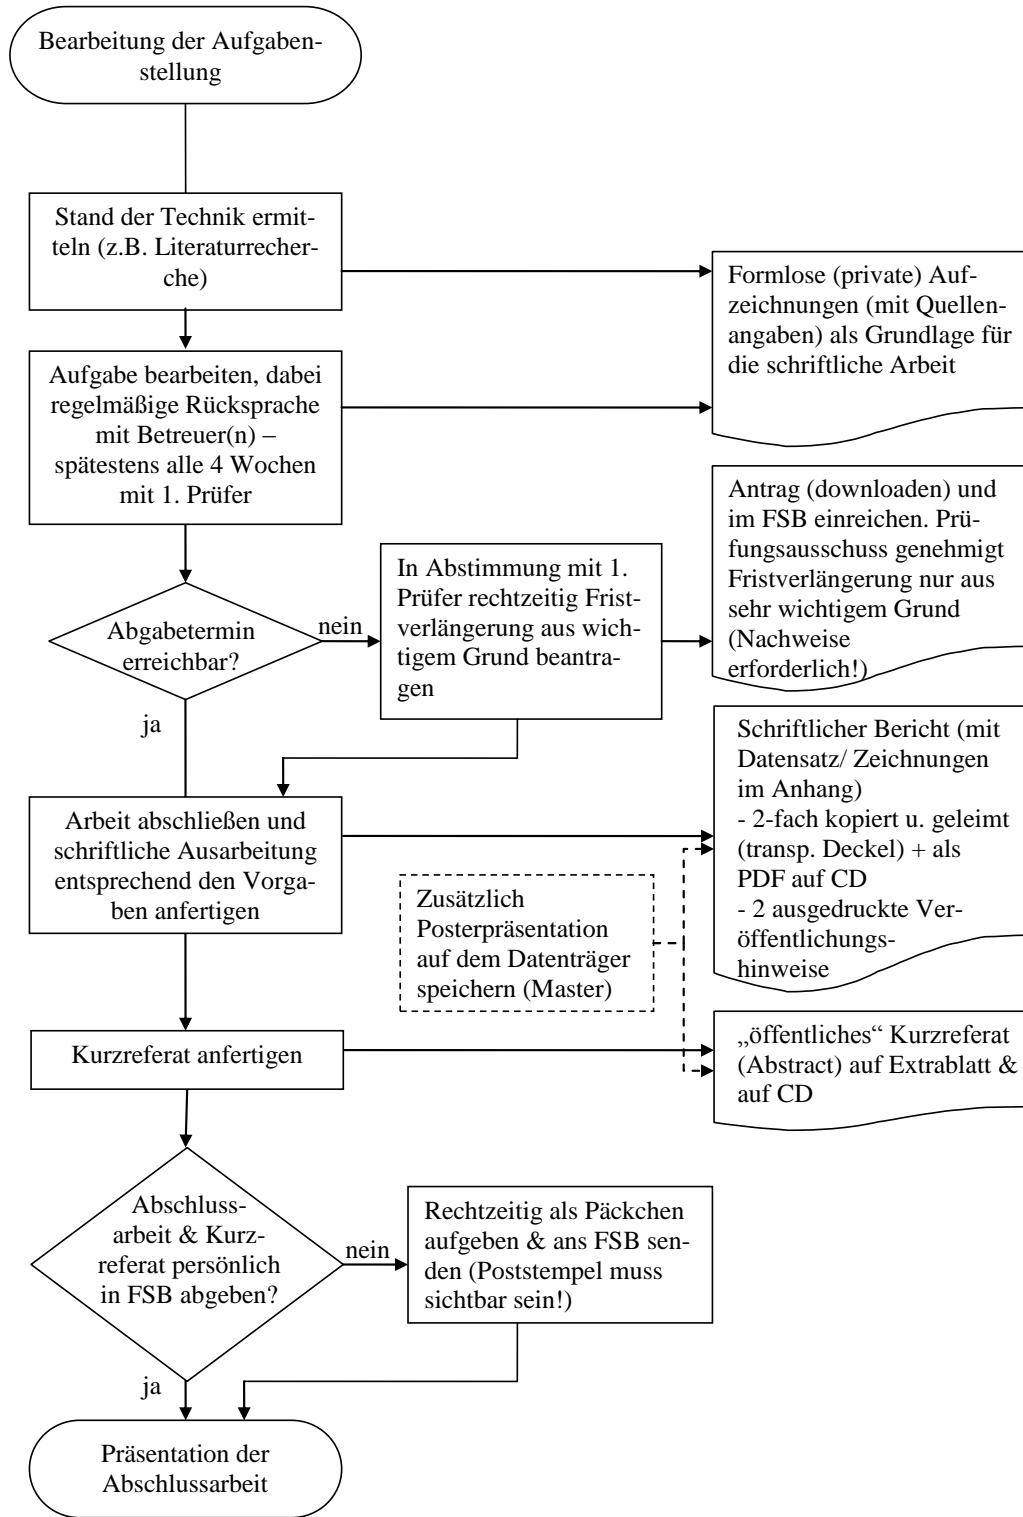 Bearbeitung der Aufgaben-
stellung
Stand der Technik ermit-
teln (z.B. Literaturrecher-
che)
Formlose (private) Auf-
zeichnungen (mit Quellen-
angaben) als Grundlage für
die schriftliche Arbeit
Aufgabe bearbeiten, dabei
regelmäßige Rücksprache
mit Betreuer(n) –
spätestens alle 4 Wochen
mit 1. Prüfer
Abgabetermin
erreichbar?
nein
In Abstimmung mit 1.
Prüfer rechtzeitig Frist-
verlängerung aus wich-
tigem Grund beantra-
gen
Antrag (downloaden) und
im FSB einreichen. Prü-
fungsausschuss genehmigt
Fristverlängerung nur aus
sehr wichtigem Grund
(Nachweise
erforderlich!)
ja
Arbeit abschließen und
schriftliche Ausarbeitung
entsprechend den Vorga-
ben anfertigen
Schriftlicher Bericht (mit
Datensatz/ Zeichnungen
im Anhang)
- 2-fach kopiert u. geleimt
(transp. Deckel) + als
PDF auf CD
- 2 ausgedruckte Ver-
öffentlichungs-
hinweise
Zusätzlich
Posterpräsentation
auf dem Datenträger
speichern (Master)
Kurzreferat anfertigen
„öffentliches“ Kurzreferat
(Abstract) auf Extrablatt &
auf CD
Abschluss-
arbeit & Kurz-
referat persönlich
in FSB abgeben?
nein
Rechtzeitig als Päckchen
aufgeben & ans FSB sen-
den (Poststempel muss
sichtbar sein!)
ja
Präsentation der
Abschlussarbeit